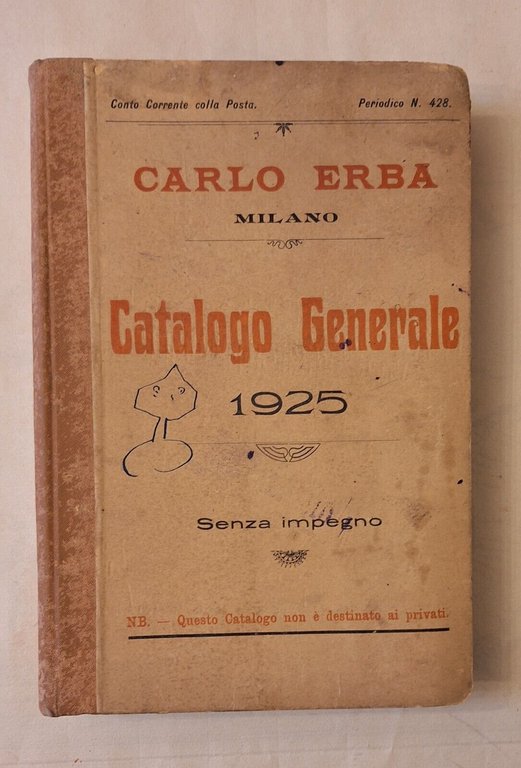 Conto Corrente colla Posta. Periodico N. 428.
CARLO ERBA
MILANO
Catalogo Generale
1925
Senza impegno
NB. — Questo Catalogo non è destinato ai privati.